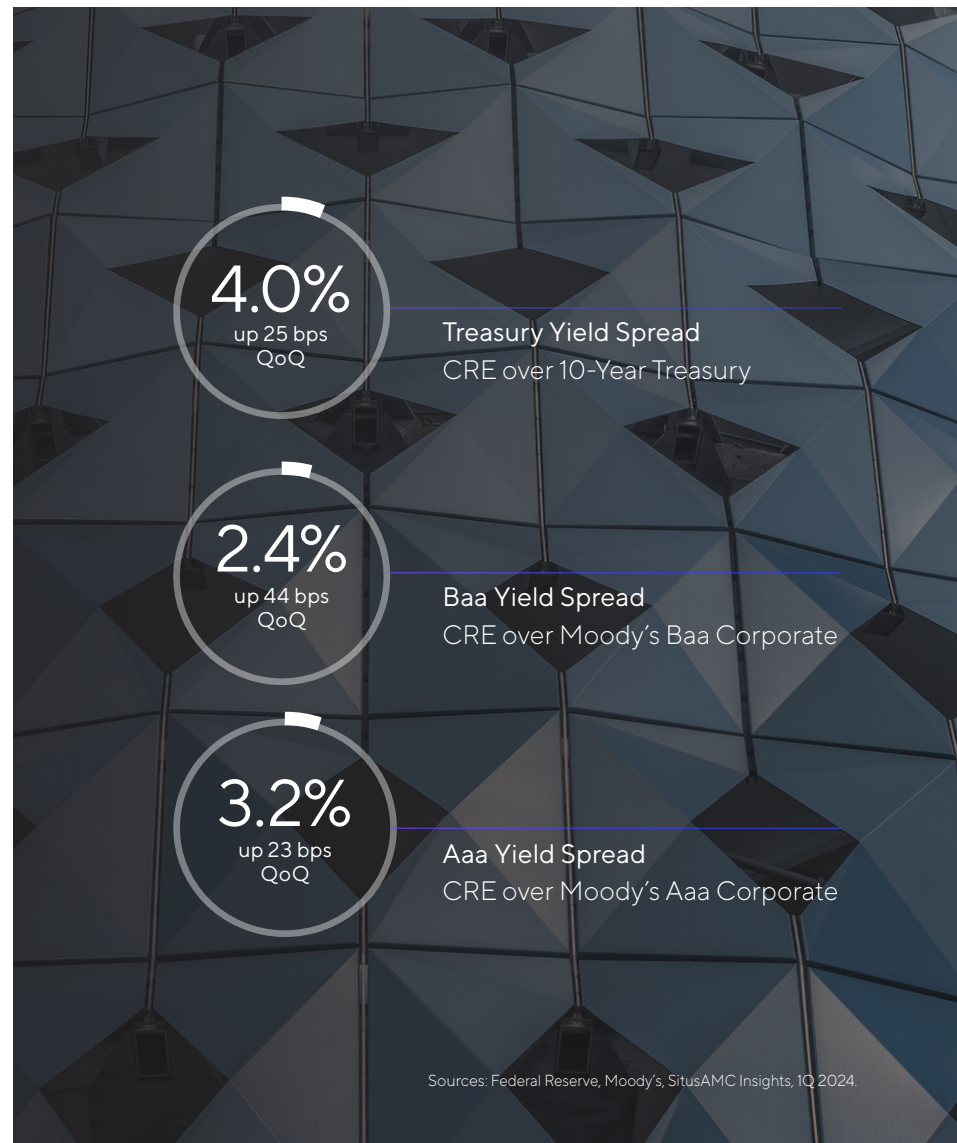 4.0%
up 25 bps
QoQ
Treasury Yield Spread
CRE over 10-Year Treasury
2.4%
up 44 bps
QoQ
Baa Yield Spread
CRE over Moody’s Baa Corporate
3.2%
up 23 bps
QoQ
Aaa Yield Spread
CRE over Moody’s Aaa Corporate
Sources: Federal Reserve, Moody’s, SitusAMC Insights, 1Q 2024.